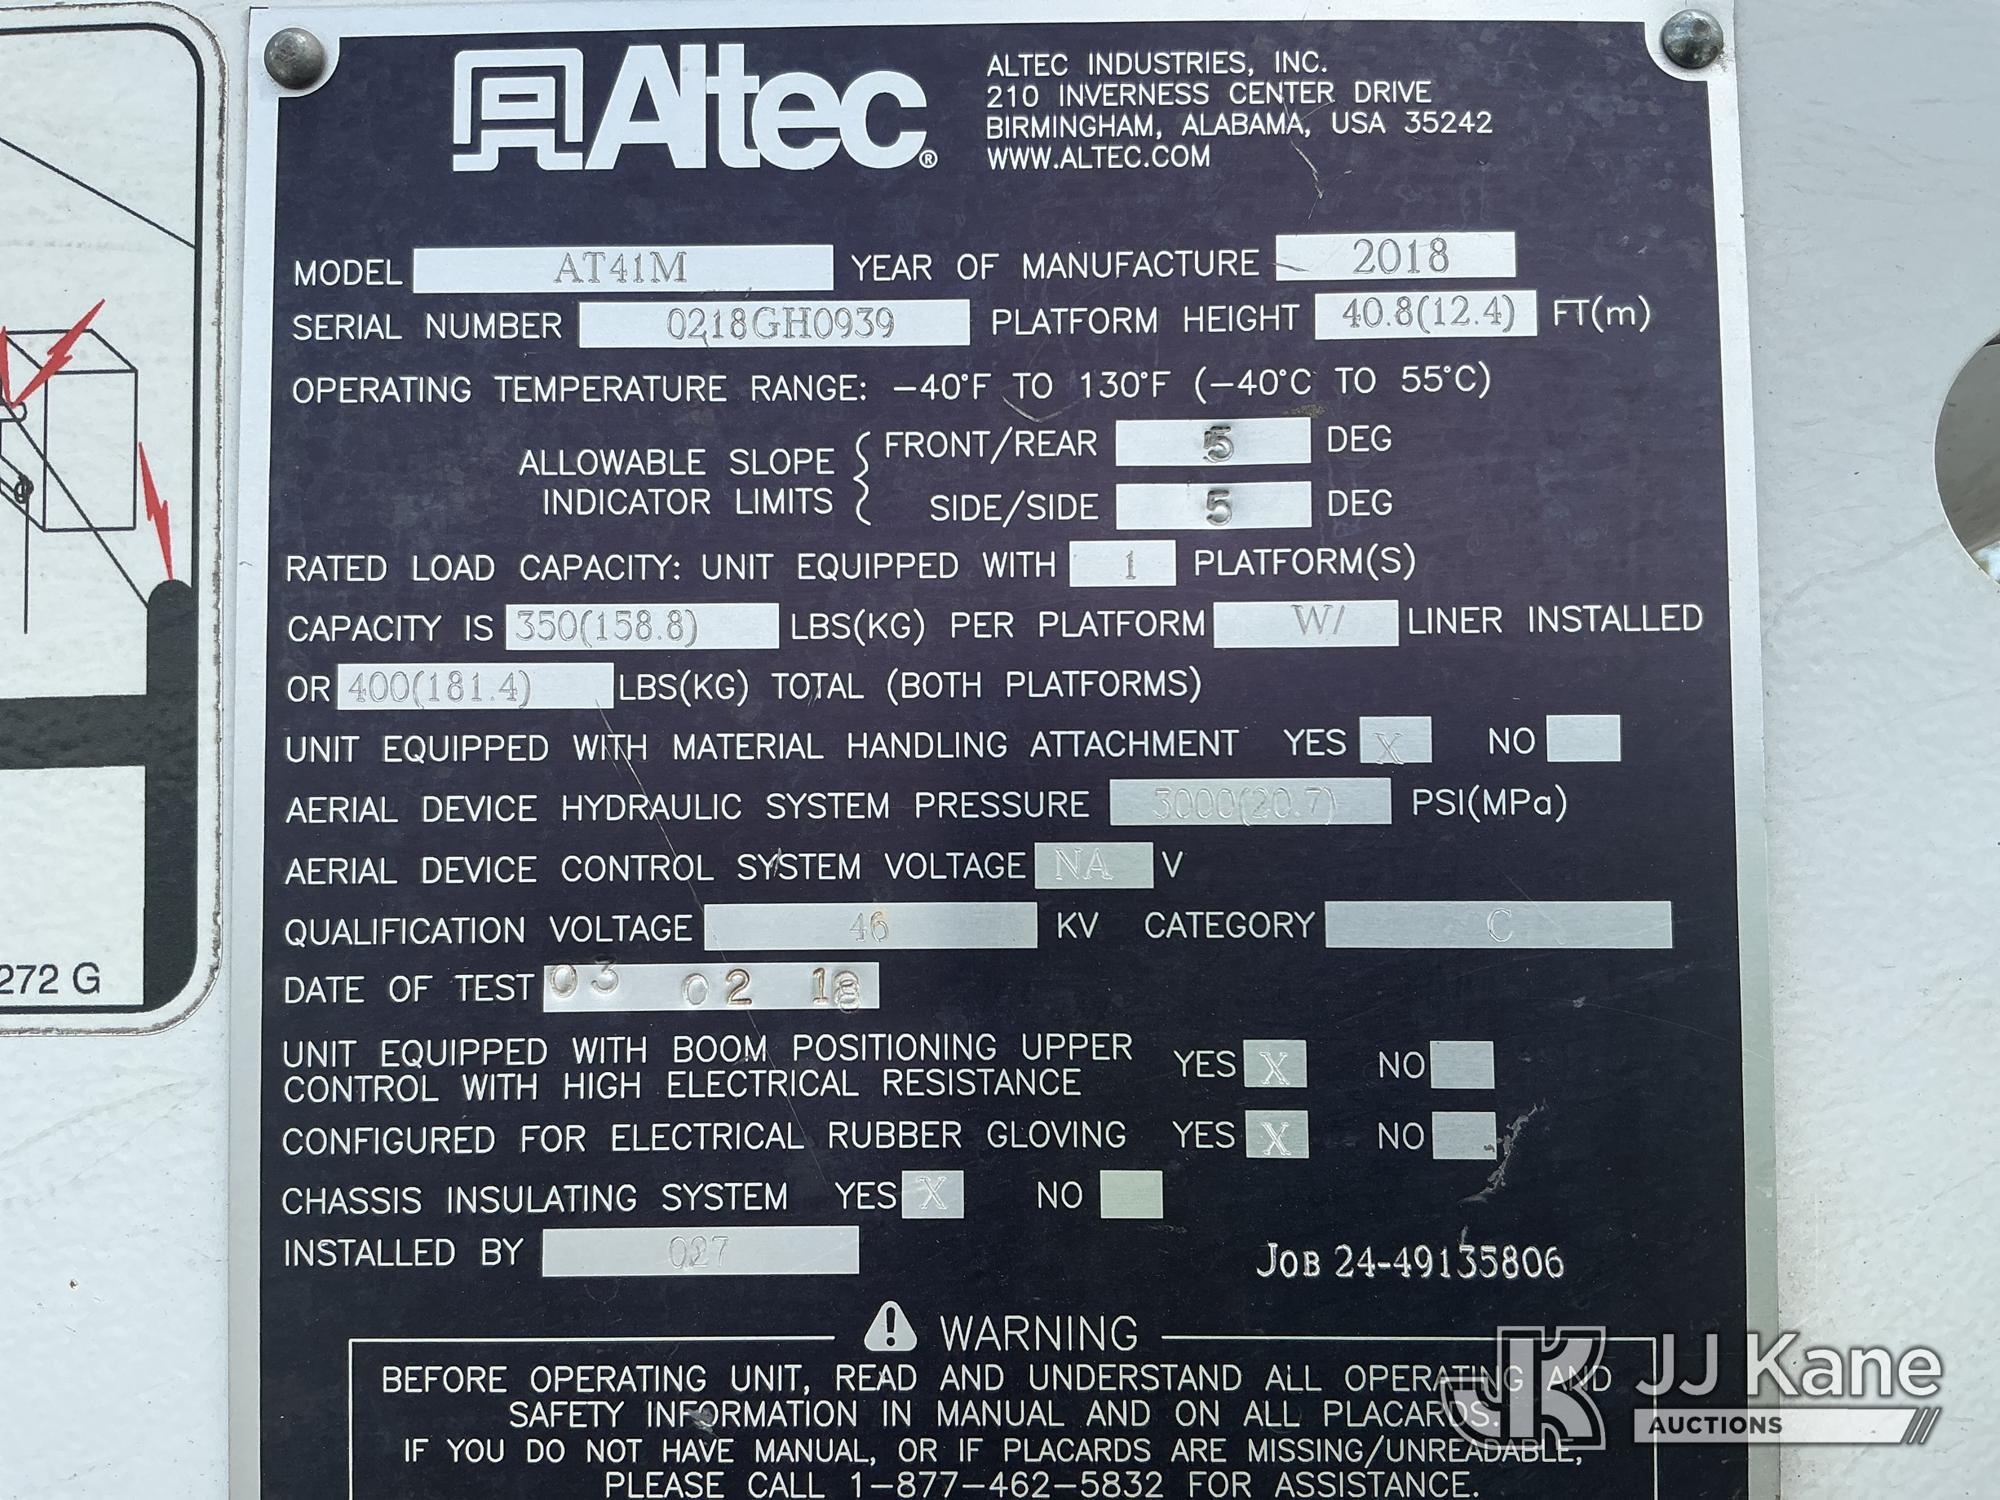 Altec®
ALTEC INDUSTRIES, INC.
210 INVERNESS CENTER DRIVE
BIRMINGHAM, ALABAMA, USA 35242
WWW.ALTEC.COM
MODEL AT41M YEAR OF MANUFACTURE 2018
SERIAL NUMBER 0218GH0939 PLATFORM HEIGHT 40.8(12.4) FT(m)
OPERATING TEMPERATURE RANGE: -40°F TO 130°F (-40°C TO 55°C)
ALLOWABLE SLOPE INDICATOR LIMITS
FRONT/REAR 5 DEG
SIDE/SIDE 5 DEG
RATED LOAD CAPACITY: UNIT EQUIPPED WITH 1 PLATFORM(S)
CAPACITY IS 350(158.8) LBS(KG) PER PLATFORM W/ LINER INSTALLED
OR 400(181.4) LBS(KG) TOTAL (BOTH PLATFORMS)
UNIT EQUIPPED WITH MATERIAL HANDLING ATTACHMENT YES X NO
AERIAL DEVICE HYDRAULIC SYSTEM PRESSURE 3000(20.7) PSI(MPa)
AERIAL DEVICE CONTROL SYSTEM VOLTAGE NA V
QUALIFICATION VOLTAGE 46 KV CATEGORY C
DATE OF TEST 03 02 18
UNIT EQUIPPED WITH BOOM POSITIONING UPPER
CONTROL WITH HIGH ELECTRICAL RESISTANCE YES X NO
CONFIGURED FOR ELECTRICAL RUBBER GLOVING YES X NO
CHASSIS INSULATING SYSTEM YES X NO
INSTALLED BY 027
JOB 24-49135806
WARNING
BEFORE OPERATING UNIT, READ AND UNDERSTAND ALL OPERATING AND
SAFETY INFORMATION IN MANUAL AND ON ALL PLACARDS.
IF YOU DO NOT HAVE MANUAL, OR IF PLACARDS ARE MISSING/UNREADABLE,
PLEASE CALL 1-877-462-5832 FOR ASSISTANCE.
272 G
JJ Kane
AUCTIONS